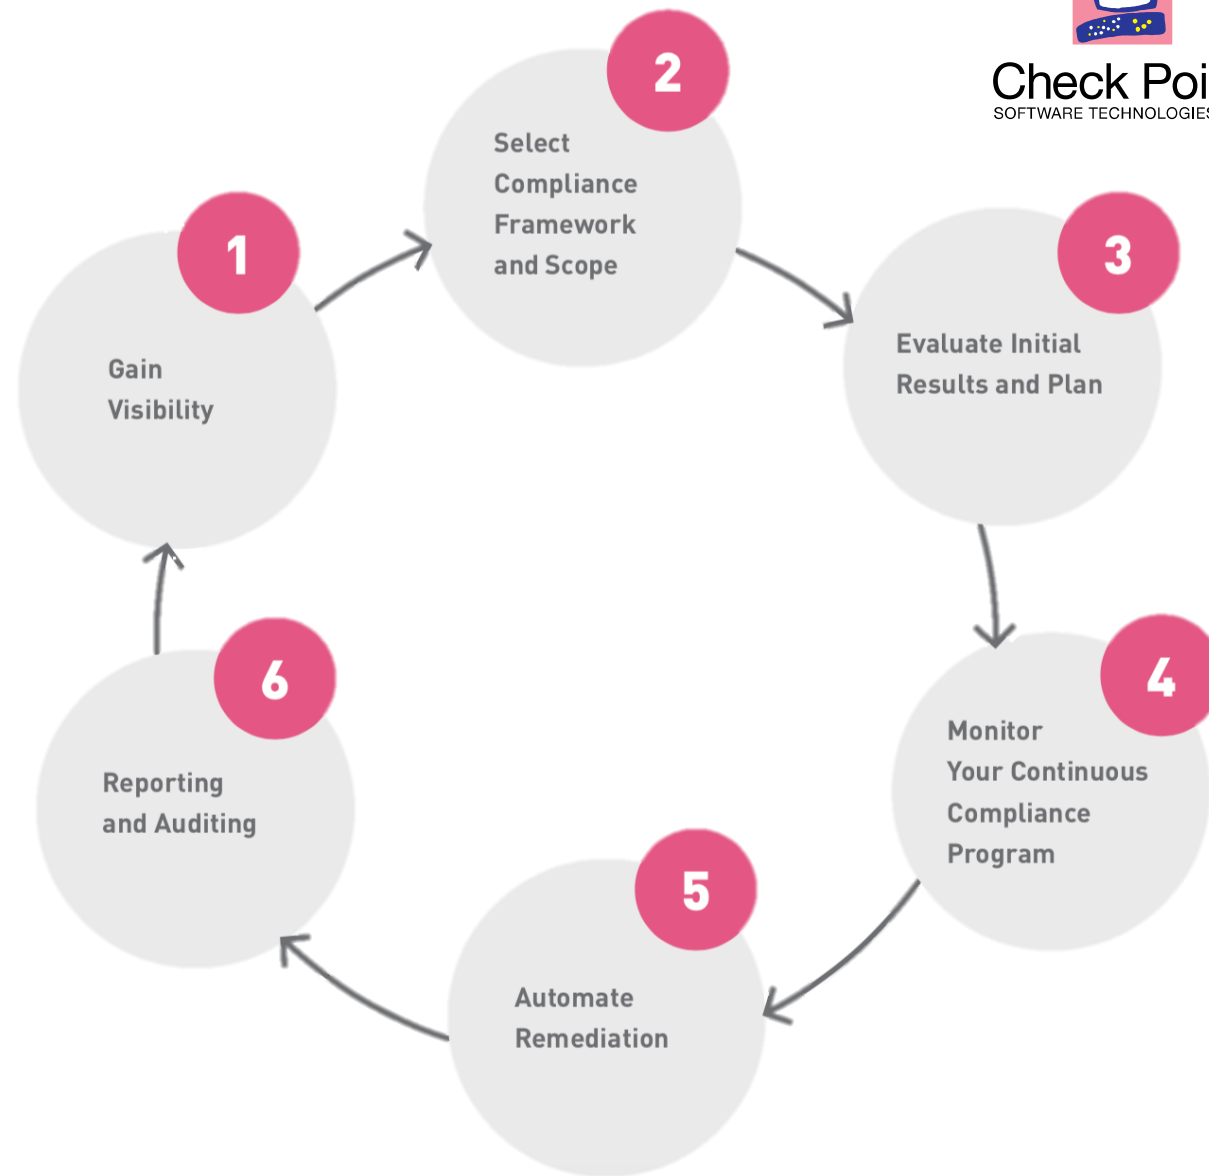 1
Gain
Visibility
2
Select
Compliance
Framework
and Scope
3
Evaluate Initial
Results and Plan
4
Monitor
Your Continuous
Compliance
Program
5
Automate
Remediation
6
Reporting
and Auditing
Check Poi
SOFTWARE TECHNOLOGIES